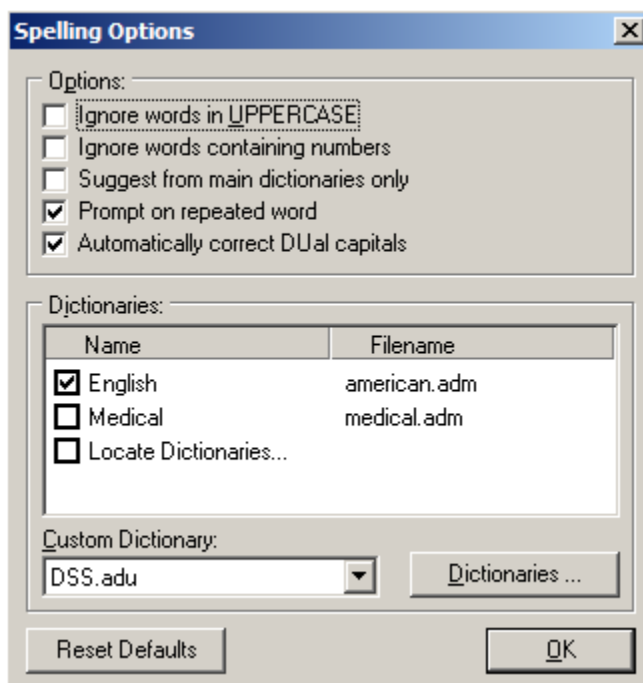 Spelling Options
Options:
Ignore words in UPPERCASE
Ignore words containing numbers
Suggest from main dictionaries only
Prompt on repeated word
Automatically correct DUal capitals
Dictionaries:
Name Filename
English american.adm
Medical medical.adm
Locate Dictionaries...
Custom Dictionary:
DSS.adu Dictionaries ...
Reset Defaults OK